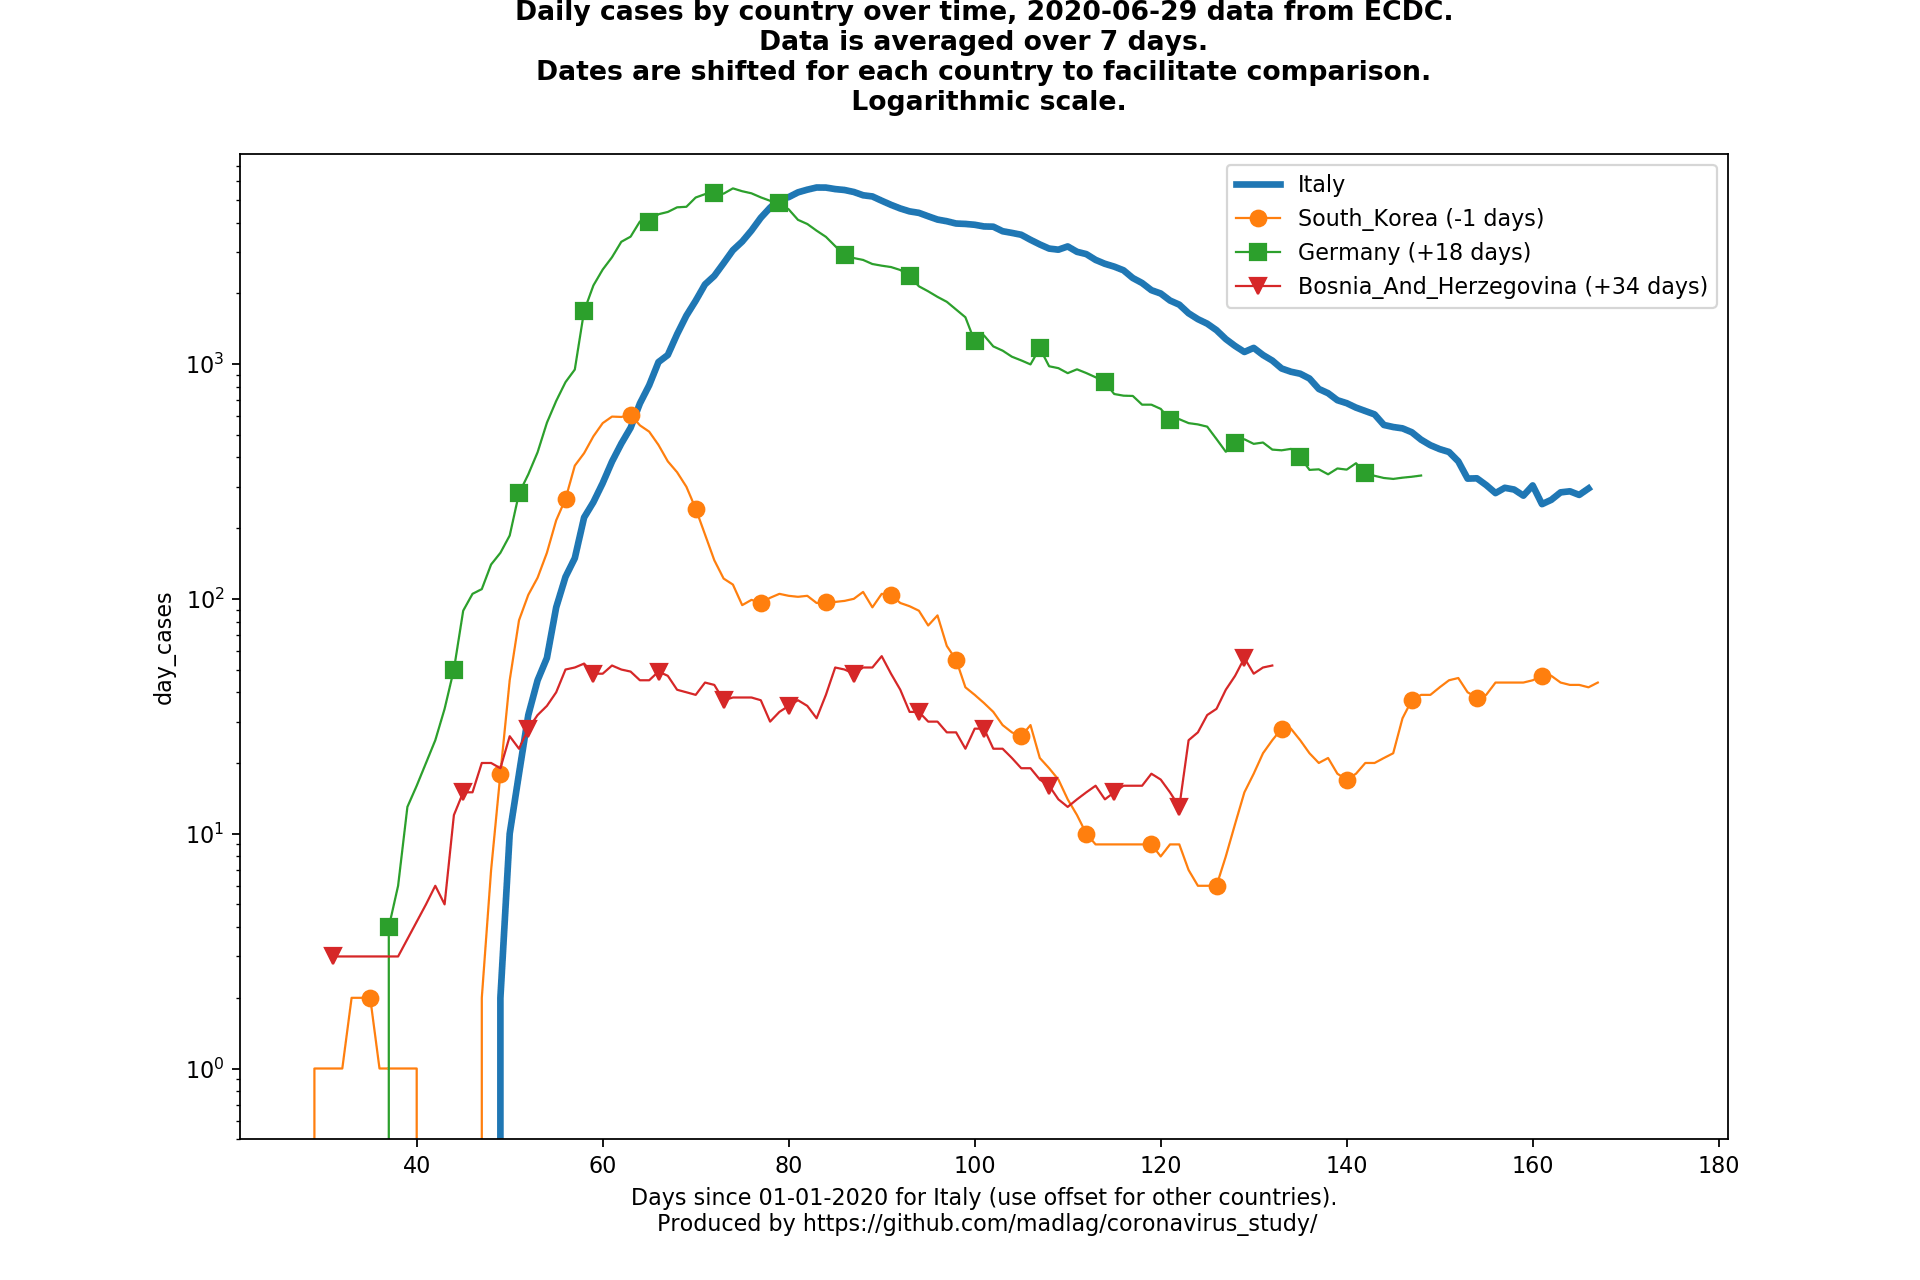 Daily cases by country over time, 2020-06-29 data from ECDC.
Data is averaged over 7 days.
Dates are shifted for each country to facilitate comparison.
Logarithmic scale.
Italy
South_Korea (-1 days)
Germany (+18 days)
Bosnia_And_Herzegovina (+34 days)
10³
10²
10¹
10⁰
day_cases
40 60 80 100 120 140 160 180
Days since 01-01-2020 for Italy (use offset for other countries).
Produced by https://github.com/madlag/coronavirus_study/